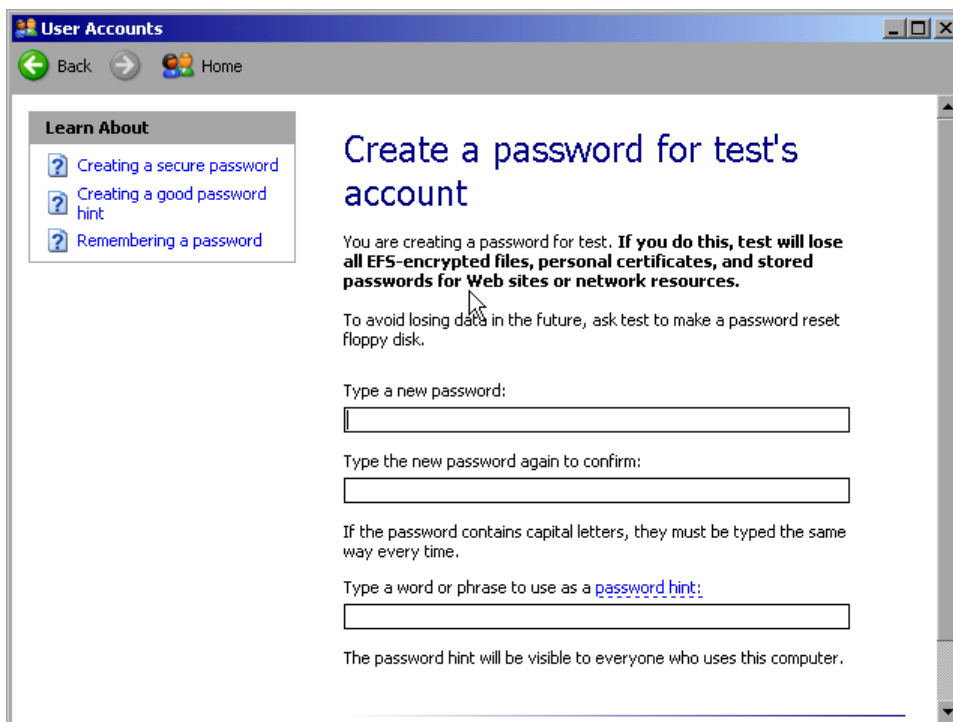 User Accounts
Back
Home
Learn About
Creating a secure password
Creating a good password
hint
Remembering a password
Create a password for test's
account
You are creating a password for test. If you do this, test will lose
all EFS-encrypted files, personal certificates, and stored
passwords for Web sites or network resources.
To avoid losing data in the future, ask test to make a password reset
floppy disk.
Type a new password:
Type the new password again to confirm:
If the password contains capital letters, they must be typed the same
way every time.
Type a word or phrase to use as a password hint:
The password hint will be visible to everyone who uses this computer.